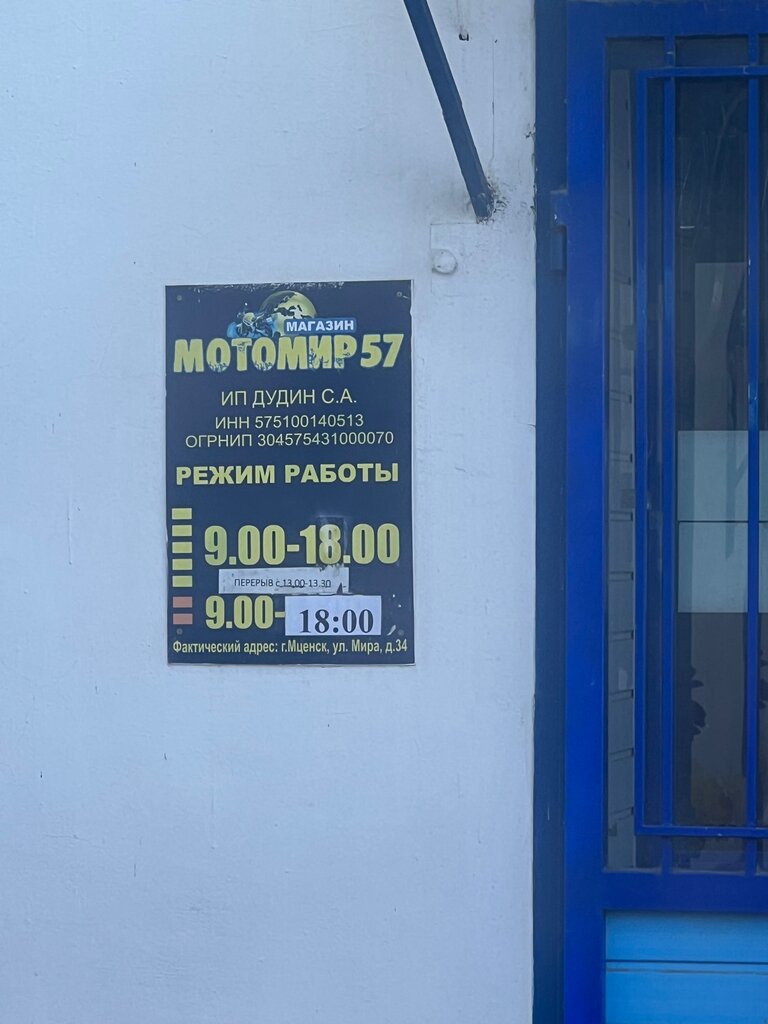 МАГАЗИН
МОТОМИР 57
ИП ДУДИН С.А.
ИНН 575100140513
ОГРНИП 304575431000070
РЕЖИМ РАБОТЫ
9.00-18.00
ПЕРЕРЫВ с 13.00-13.30
9.00-18:00
Фактический адрес: г.Мценск, ул. Мира, д.34